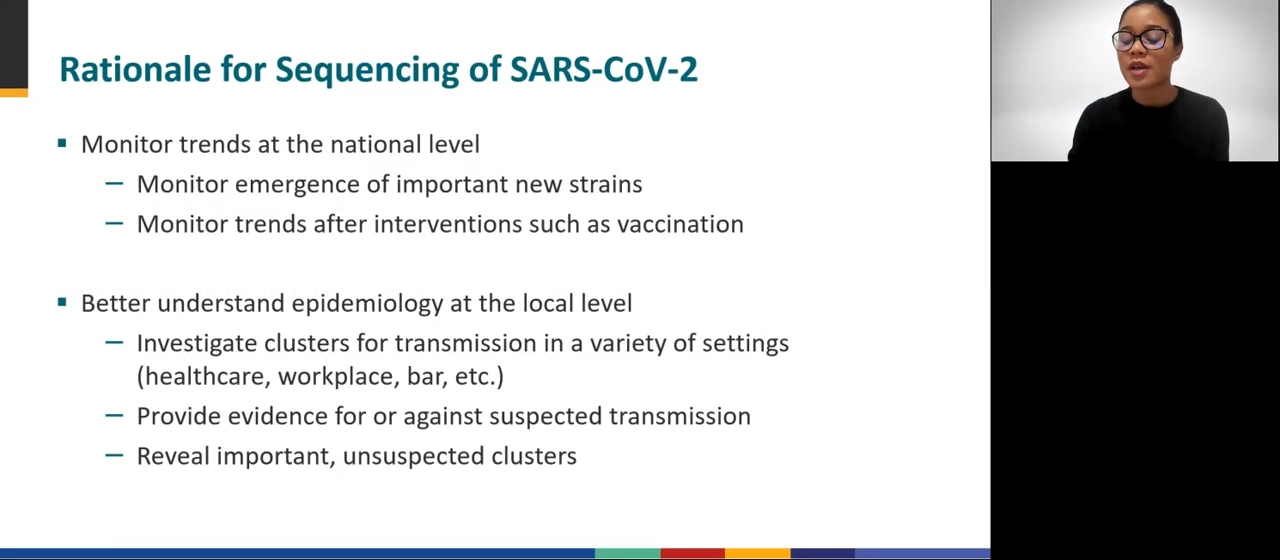 Rationale for Sequencing of SARS-CoV-2
▪ Monitor trends at the national level
– Monitor emergence of important new strains
– Monitor trends after interventions such as vaccination
▪ Better understand epidemiology at the local level
– Investigate clusters for transmission in a variety of settings
(healthcare, workplace, bar, etc.)
– Provide evidence for or against suspected transmission
– Reveal important, unsuspected clusters